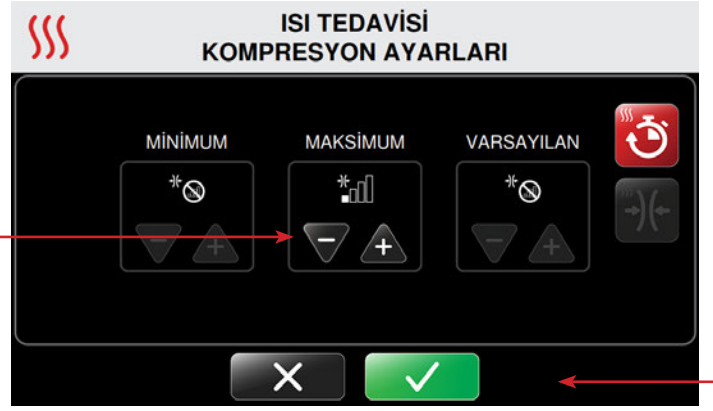 ISI TEDAVİSİ
KOMPRESYON AYARLARI
MİNİMUM
MAKSİMUM
VARSAYILAN